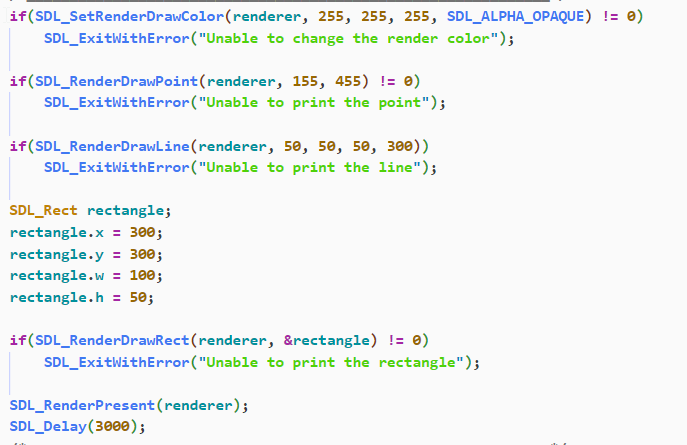 if(SDL_SetRenderDrawColor(renderer, 255, 255, 255, SDL_ALPHA_OPAQUE) != 0)
    SDL_ExitWithError("Unable to change the render color");

if(SDL_RenderDrawPoint(renderer, 155, 455) != 0)
    SDL_ExitWithError("Unable to print the point");

if(SDL_RenderDrawLine(renderer, 50, 50, 50, 300))
    SDL_ExitWithError("Unable to print the line");

SDL_Rect rectangle;
rectangle.x = 300;
rectangle.y = 300;
rectangle.w = 100;
rectangle.h = 50;

if(SDL_RenderDrawRect(renderer, &rectangle) != 0)
    SDL_ExitWithError("Unable to print the rectangle");

SDL_RenderPresent(renderer);
SDL_Delay(3000);